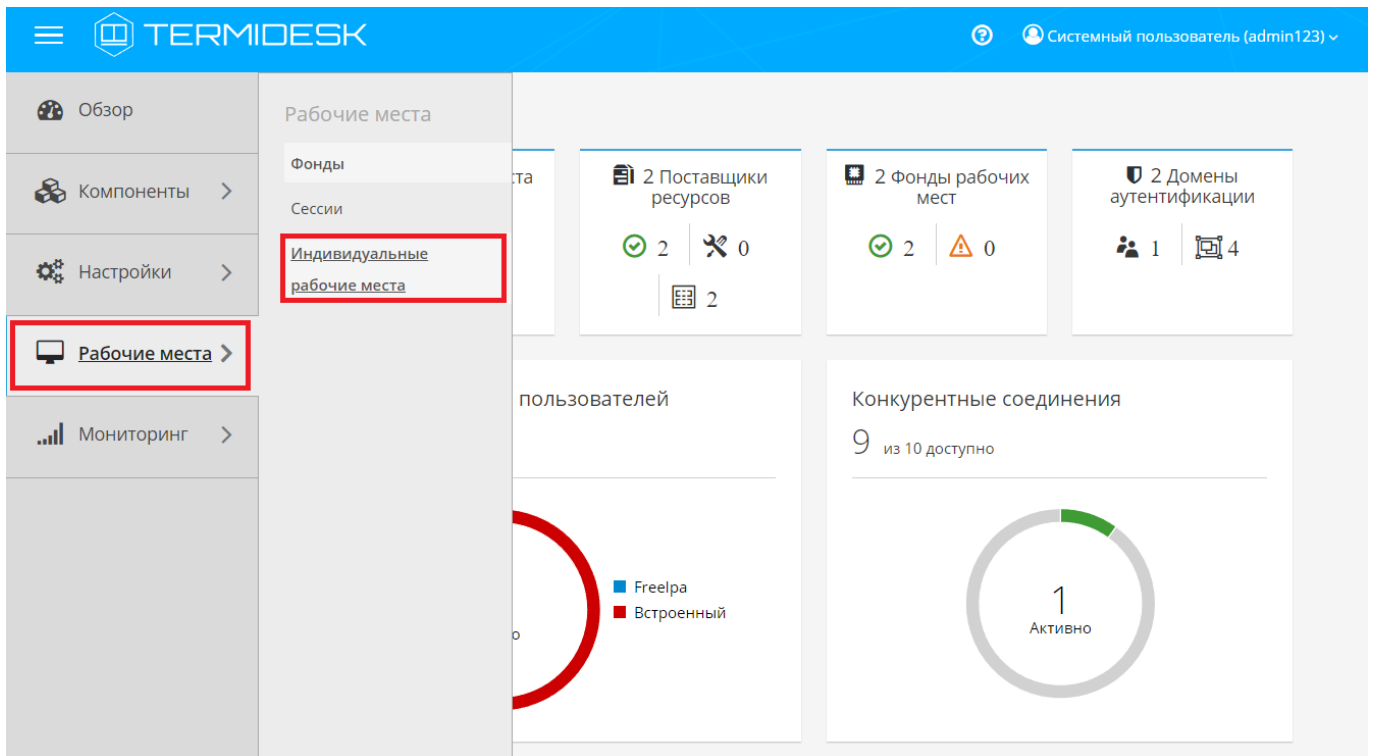 TERMIDESK
Системный пользователь (admin123)
Обзор
Компоненты
Настройки
Рабочие места
Мониторинг
Рабочие места
Фонды
Сессии
Индивидуальные
рабочие места
2 Поставщики
ресурсов
2
0
2
2 Фонды рабочих
мест
2
0
2 Домены
аутентификации
1
4
пользователей
FreeIpa
Встроенный
Конкурентные соединения
9 из 10 доступно
1
Активно